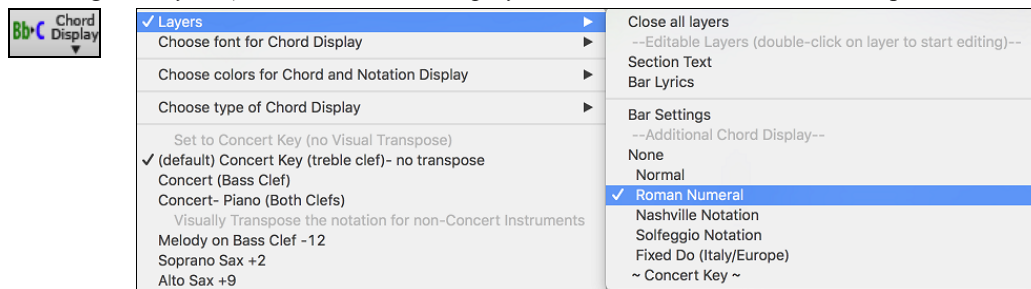 Bb▸C Chord Display
✓ Layers ▶
Choose font for Chord Display ▶
Choose colors for Chord and Notation Display ▶
Choose type of Chord Display ▶
Set to Concert Key (no Visual Transpose)
✓ (default) Concert Key (treble clef)- no transpose
Concert (Bass Clef)
Concert- Piano (Both Clefs)
Visually Transpose the notation for non-Concert Instruments
Melody on Bass Clef -12
Soprano Sax +2
Alto Sax +9
Close all layers
--Editable Layers (double-click on layer to start editing)--
Section Text
Bar Lyrics
Bar Settings
--Additional Chord Display--
None
Normal
✓ Roman Numeral
Nashville Notation
Solfeggio Notation
Fixed Do (Italy/Europe)
~ Concert Key ~